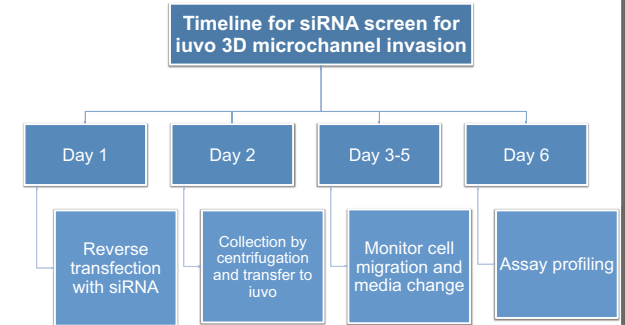 Timeline for siRNA screen for
iuvo 3D microchannel invasion
Day 1
Day 2
Day 3-5
Day 6
Reverse
transfection
with siRNA
Collection by
centrifugation
and transfer to
iuvo
Monitor cell
migration and
media change
Assay profiling